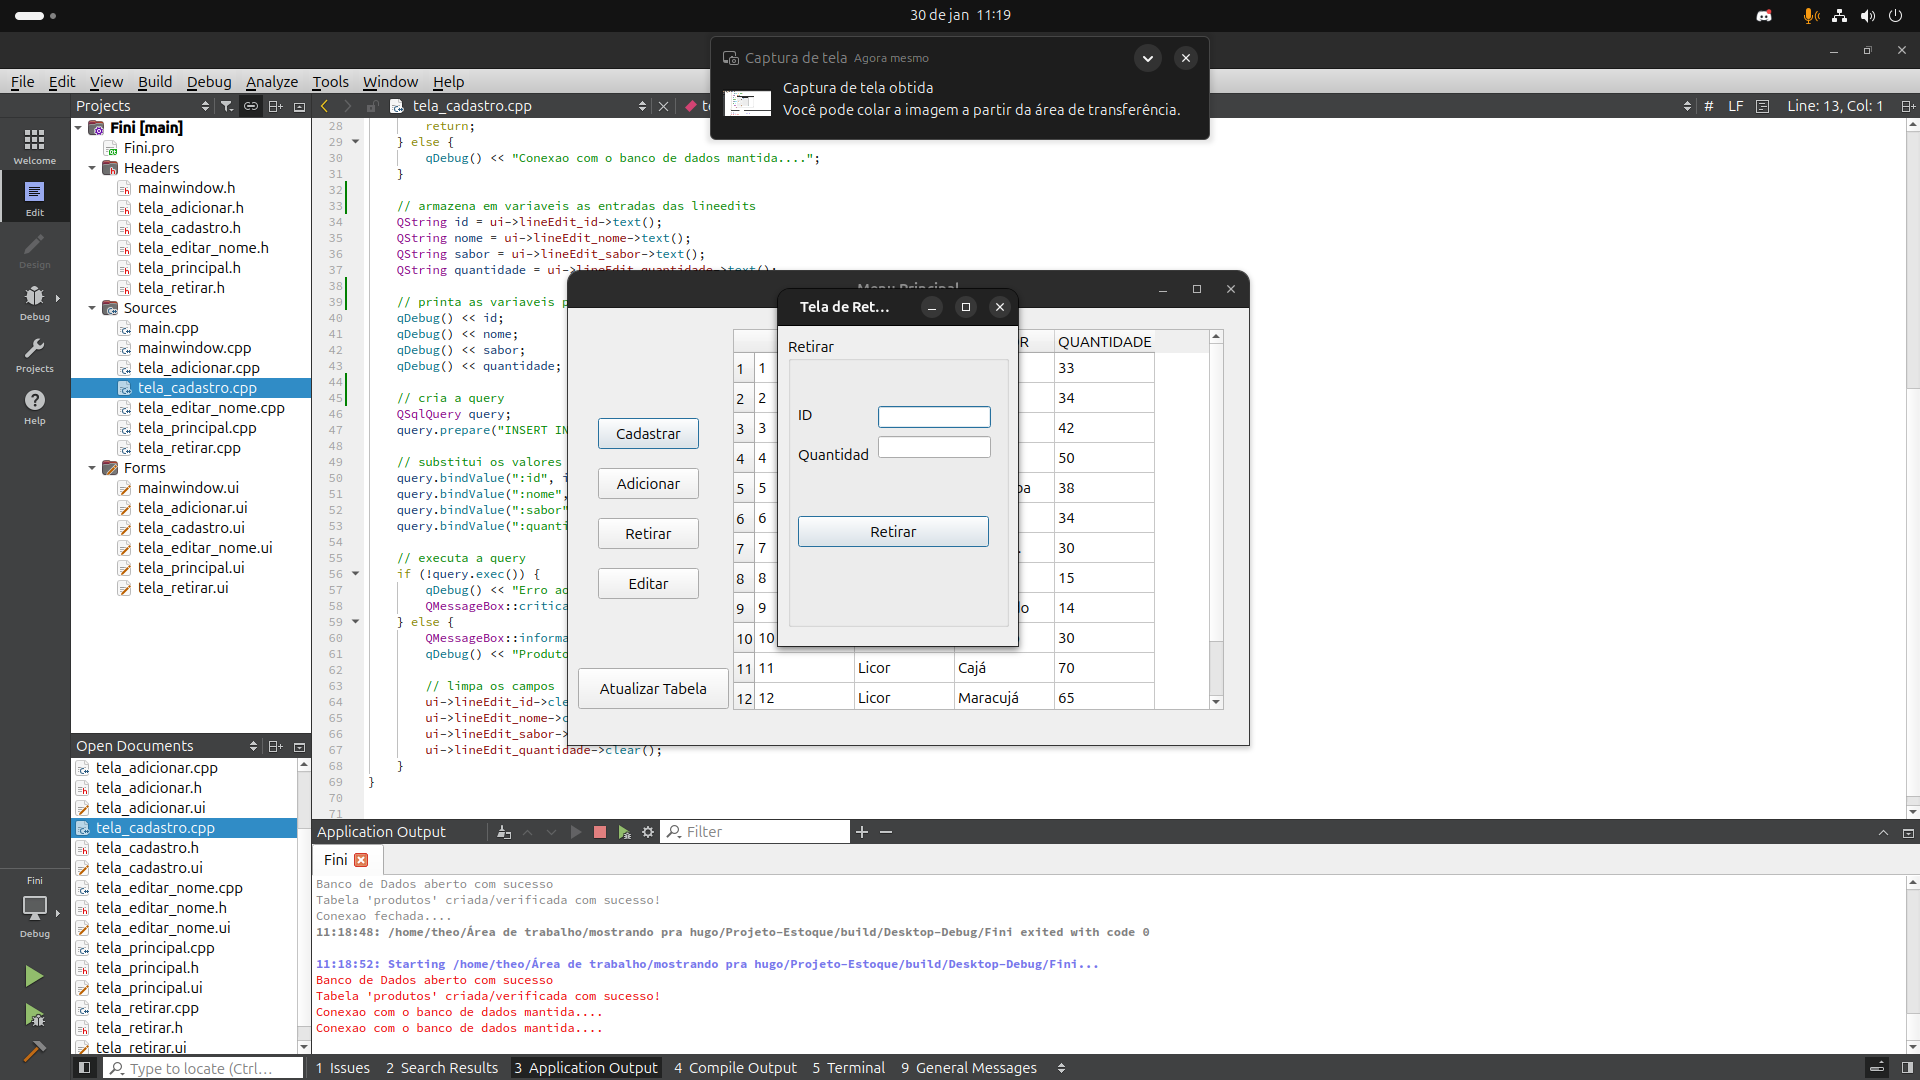 30 de jan 11:19
Captura de tela Agora mesmo
Captura de tela obtida
Você pode colar a imagem a partir da área de transferência.
File Edit View Build Debug Analyze Tools Window Help
Projects
tela_cadastro.cpp
# LF Line: 13, Col: 1
Welcome
Edit
Design
Debug
Projects
Help
Fini [main]
Fini.pro
Headers
mainwindow.h
tela_adicionar.h
tela_cadastro.h
tela_editar_nome.h
tela_principal.h
tela_retirar.h
Sources
main.cpp
mainwindow.cpp
tela_adicionar.cpp
tela_cadastro.cpp
tela_editar_nome.cpp
tela_principal.cpp
tela_retirar.cpp
Forms
mainwindow.ui
tela_adicionar.ui
tela_cadastro.ui
tela_editar_nome.ui
tela_principal.ui
tela_retirar.ui
28 return;
29 } else {
30 qDebug() << "Conexao com o banco de dados mantida....";
31 }
32
33 // armazena em variaveis as entradas das lineedits
34 QString id = ui->lineEdit_id->text();
35 QString nome = ui->lineEdit_nome->text();
36 QString sabor = ui->lineEdit_sabor->text();
37 QString quantidade = ui->lineEdit_quantidade->text();
38
39 // printa as variaveis p
40 qDebug() << id;
41 qDebug() << nome;
42 qDebug() << sabor;
43 qDebug() << quantidade;
44
45 // cria a query
46 QSqlQuery query;
47 query.prepare("INSERT IN
48
49 // substitui os valores
50 query.bindValue(":id", i
51 query.bindValue(":nome",
52 query.bindValue(":sabor"
53 query.bindValue(":quanti
54
55 // executa a query
56 if (!query.exec()) {
57 qDebug() << "Erro ao
58 QMessageBox::critica
59 } else {
60 QMessageBox::informa
61 qDebug() << "Produto
62
63 // limpa os campos
64 ui->lineEdit_id->cle
65 ui->lineEdit_nome->c
66 ui->lineEdit_sabor->
67 ui->lineEdit_quantidade->clear();
68 }
69 }
70
71
Menu Principal
Cadastrar
Adicionar
Retirar
Editar
Atualizar Tabela
R QUANTIDADE
1 1 33
2 2 34
3 3 42
4 4 50
5 5 pa 38
6 6 34
7 7 . 30
8 8 15
9 9 do 14
10 10 30
11 11 Licor Cajá 70
12 12 Licor Maracujá 65
Tela de Ret...
Retirar
ID
Quantidad
Retirar
Open Documents
tela_adicionar.cpp
tela_adicionar.h
tela_adicionar.ui
tela_cadastro.cpp
tela_cadastro.h
tela_cadastro.ui
tela_editar_nome.cpp
tela_editar_nome.h
tela_editar_nome.ui
tela_principal.cpp
tela_principal.h
tela_principal.ui
tela_retirar.cpp
tela_retirar.h
tela_retirar.ui
Fini
Debug
Application Output
Filter
Fini
Banco de Dados aberto com sucesso
Tabela 'produtos' criada/verificada com sucesso!
Conexao fechada....
11:18:48: /home/theo/Área de trabalho/mostrando pra hugo/Projeto-Estoque/build/Desktop-Debug/Fini exited with code 0
11:18:52: Starting /home/theo/Área de trabalho/mostrando pra hugo/Projeto-Estoque/build/Desktop-Debug/Fini...
Banco de Dados aberto com sucesso
Tabela 'produtos' criada/verificada com sucesso!
Conexao com o banco de dados mantida....
Conexao com o banco de dados mantida....
Type to locate (Ctrl...
1 Issues 2 Search Results 3 Application Output 4 Compile Output 5 Terminal 9 General Messages